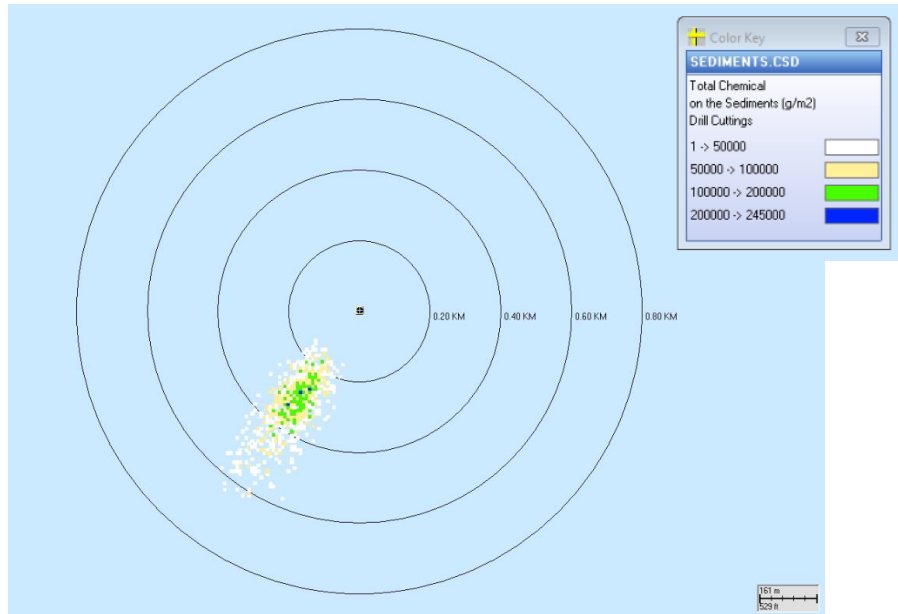 Color Key
SEDIMENTS.CSD
Total Chemical
on the Sediments (g/m2)
Drill Cuttings
1 -> 50000
50000 -> 100000
100000 -> 200000
200000 -> 245000
0.20 KM
0.40 KM
0.60 KM
0.80 KM
161 m
529 ft